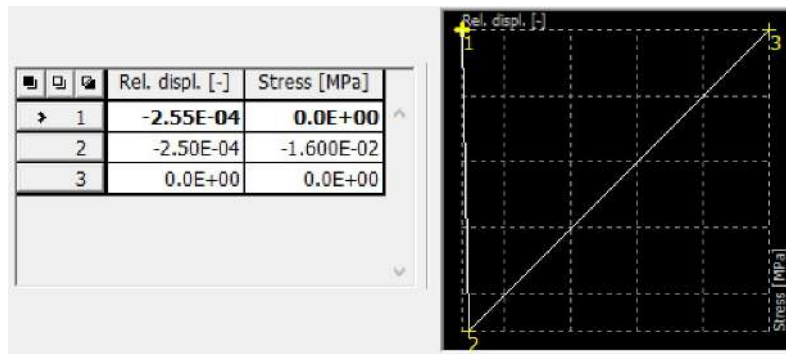 Rel. displ. [-] Stress [MPa]
1 -2.55E-04 0.0E+00
2 -2.50E-04 -1.600E-02
3 0.0E+00 0.0E+00
Rel. displ. [-]
1
3
2
Stress [MPa]